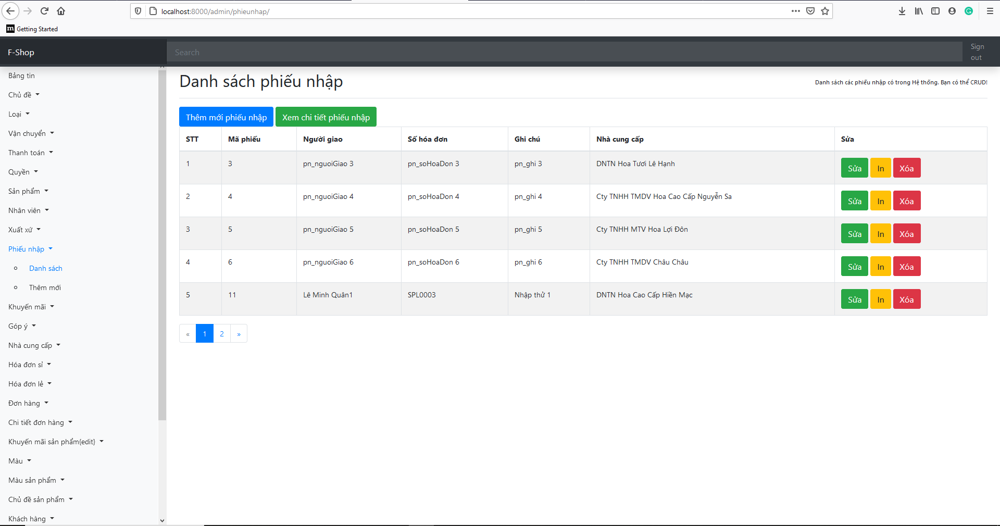 localhost:8000/admin/phieunhap/
Getting Started
F-Shop
Search
Sign out
Bảng tin
Chủ đề
Loại
Vận chuyển
Thanh toán
Quyền
Sản phẩm
Nhân viên
Xuất xứ
Phiếu nhập
Danh sách
Thêm mới
Khuyến mãi
Góp ý
Nhà cung cấp
Hóa đơn sỉ
Hóa đơn lẻ
Đơn hàng
Chi tiết đơn hàng
Khuyến mãi sản phẩm{edit}
Màu
Màu sản phẩm
Chủ đề sản phẩm
Khách hàng
Danh sách phiếu nhập
Danh sách các phiếu nhập có trong Hệ thống. Bạn có thể CRUD!
Thêm mới phiếu nhập Xem chi tiết phiếu nhập
STT Mã phiếu Người giao Số hóa đơn Ghi chú Nhà cung cấp Sửa
1 3 pn_nguoiGiao 3 pn_soHoaDon 3 pn_ghi 3 DNTN Hoa Tươi Lê Hạnh Sửa In Xóa
2 4 pn_nguoiGiao 4 pn_soHoaDon 4 pn_ghi 4 Cty TNHH TMDV Hoa Cao Cấp Nguyễn Sa Sửa In Xóa
3 5 pn_nguoiGiao 5 pn_soHoaDon 5 pn_ghi 5 Cty TNHH MTV Hoa Lợi Đôn Sửa In Xóa
4 6 pn_nguoiGiao 6 pn_soHoaDon 6 pn_ghi 6 Cty TNHH TMDV Châu Châu Sửa In Xóa
5 11 Lê Minh Quân1 SPL0003 Nhập thử 1 DNTN Hoa Cao Cấp Hiền Mạc Sửa In Xóa
« 1 2 »